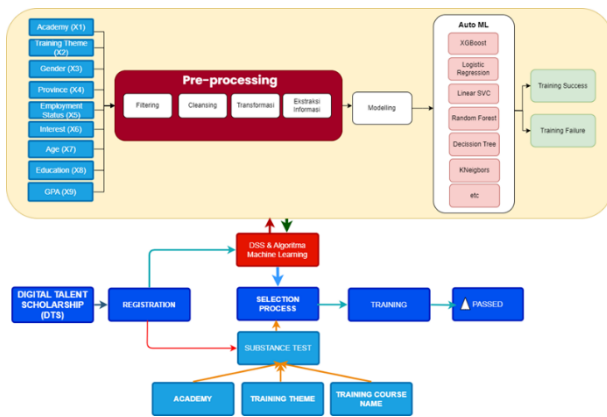 Academy (X1)
Training Theme
(X2)
Gender (X3)
Province (X4)
Employment
Status (X5)
Interest (X6)
Age (X7)
Education (X8)
GPA (X9)
Pre-processing
Filtering
Cleansing
Transformasi
Ekstraksi
Informasi
Modelling
Auto ML
XGBoost
Logistic
Regression
Linear SVC
Random Forest
Decission Tree
KNeigbors
etc
Training Success
Training Failure
DSS & Algoritma
Machine Learning
DIGITAL TALENT
SCHOLARSHIP
(DTS)
REGISTRATION
SELECTION
PROCESS
TRAINING
PASSED
SUBSTANCE TEST
ACADEMY
TRAINING THEME
TRAINING COURSE
NAME